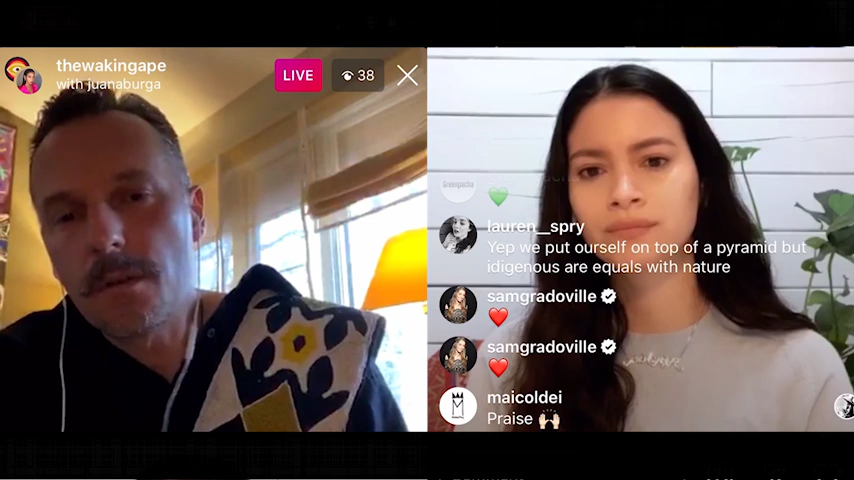 thewakingape
with juanaburga
LIVE
38
Greenpacha
lauren__spry
Yep we put ourself on top of a pyramid but
idigenous are equals with nature
samgradoville
samgradoville
maicoldei
Praise 🙌🏻